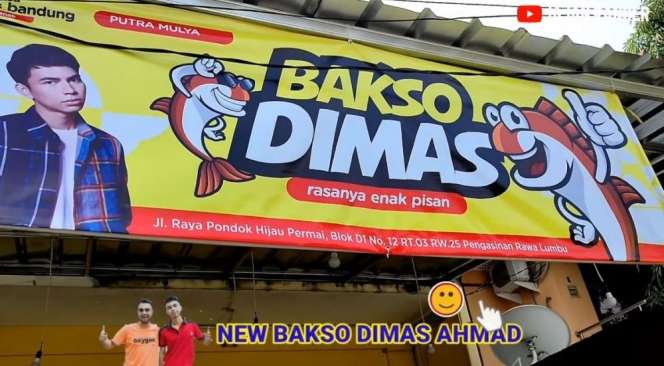 bandung
PUTRA MULYA
BAKSO
DIMAS
rasanya enak pisan
Jl. Raya Pondok Hijau Permai, Blok D1 No. 12 RT.03 RW.25 Pengasinan Rawa Lumbu
oxygen
NEW BAKSO DIMAS AHMAD